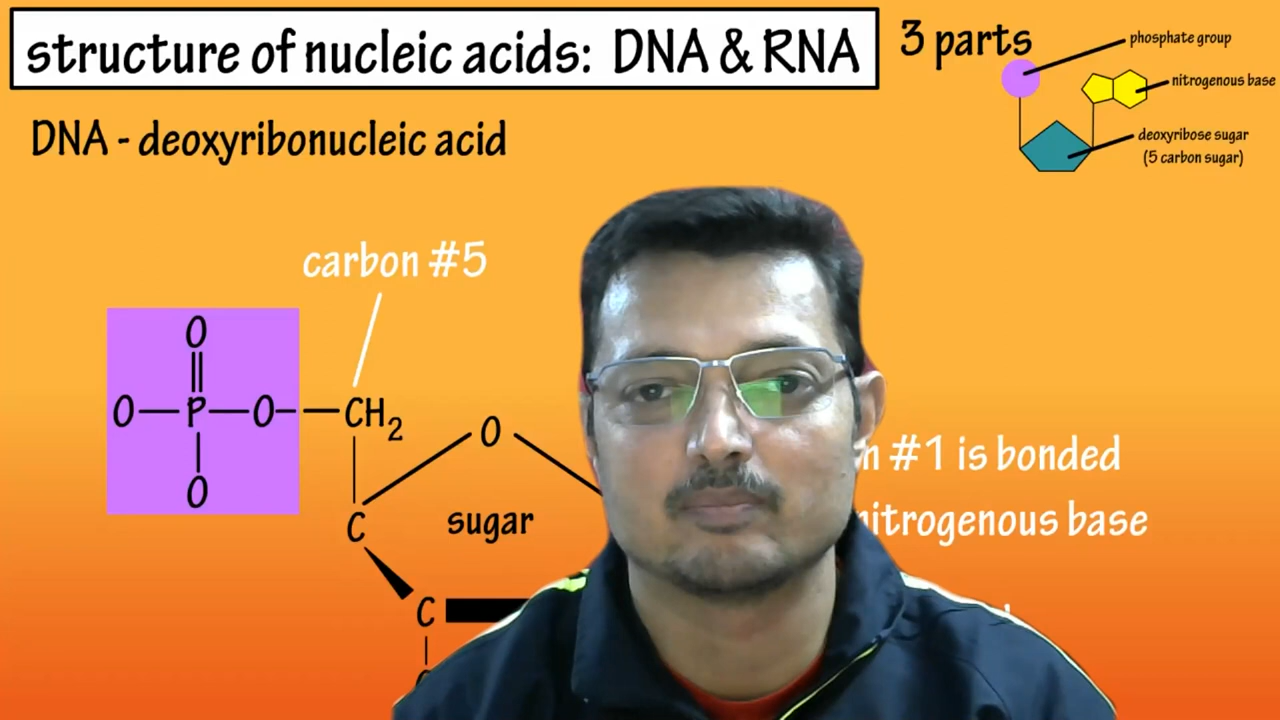 structure of nucleic acids: DNA & RNA
3 parts
phosphate group
nitrogenous base
deoxyribose sugar
(5 carbon sugar)
DNA - deoxyribonucleic acid
carbon #5
O
O P O CH2
O
O
C
sugar
C
#1 is bonded
nitrogenous base